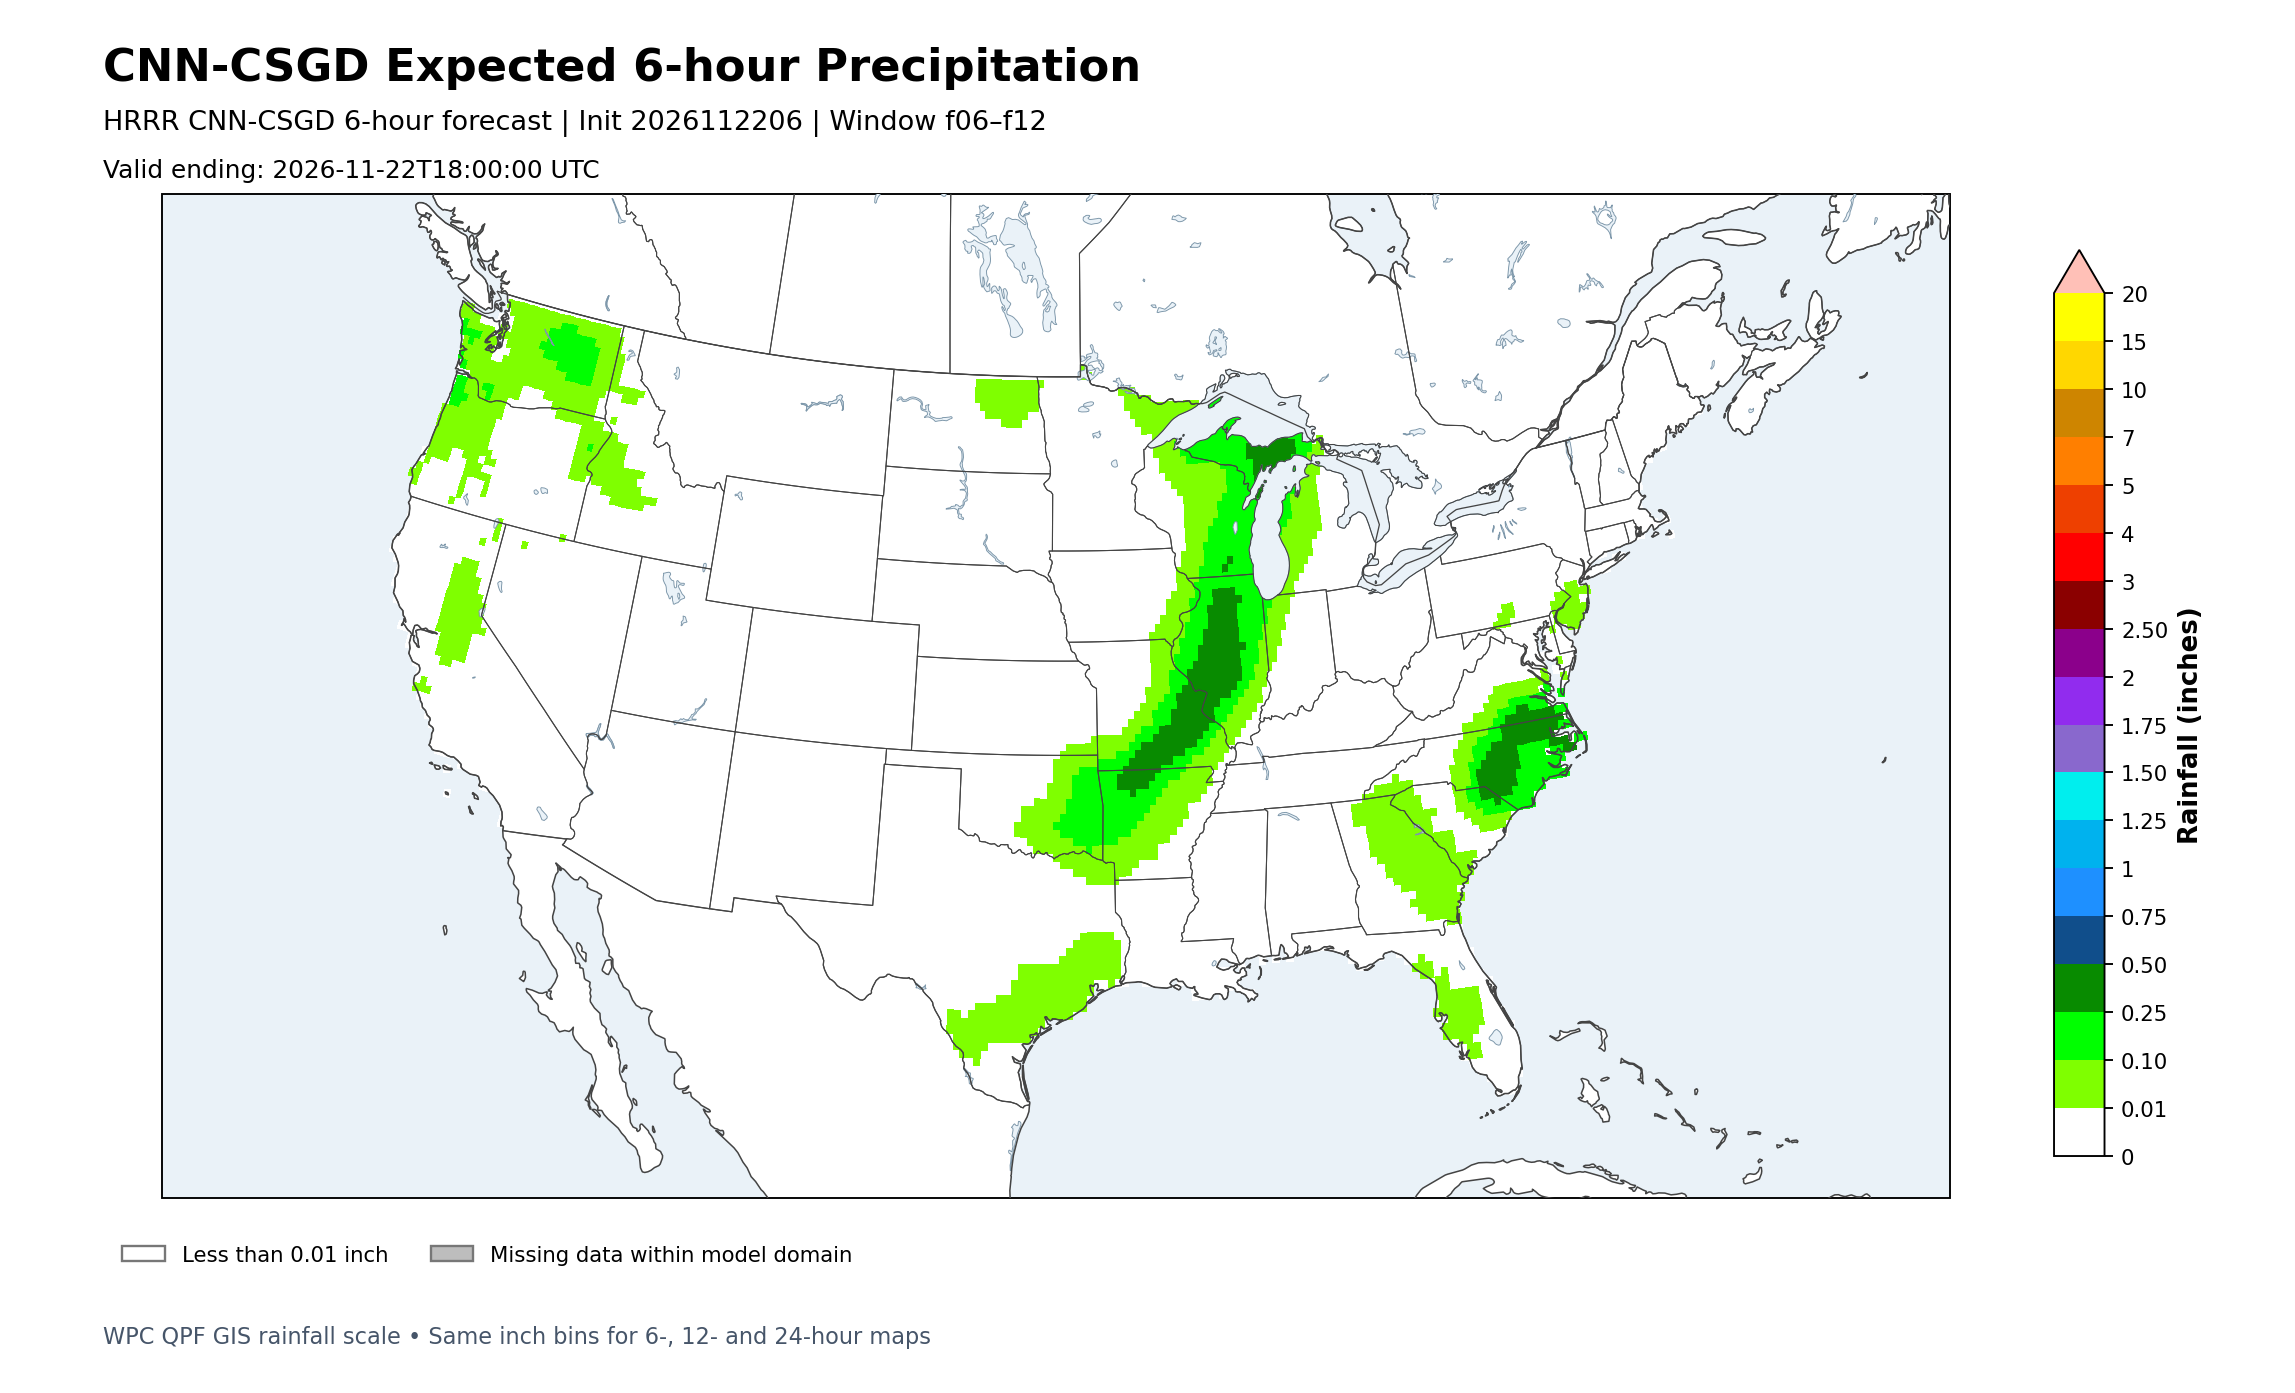 CNN-CSGD Expected 6-hour Precipitation
HRRR CNN-CSGD 6-hour forecast | Init 2026112206 | Window f06–f12
Valid ending: 2026-11-22T18:00:00 UTC
20
15
10
7
5
4
3
2.50
2
1.75
1.50
1.25
1
0.75
0.50
0.25
0.10
0.01
0
Rainfall (inches)
Less than 0.01 inch
Missing data within model domain
WPC QPF GIS rainfall scale • Same inch bins for 6-, 12- and 24-hour maps